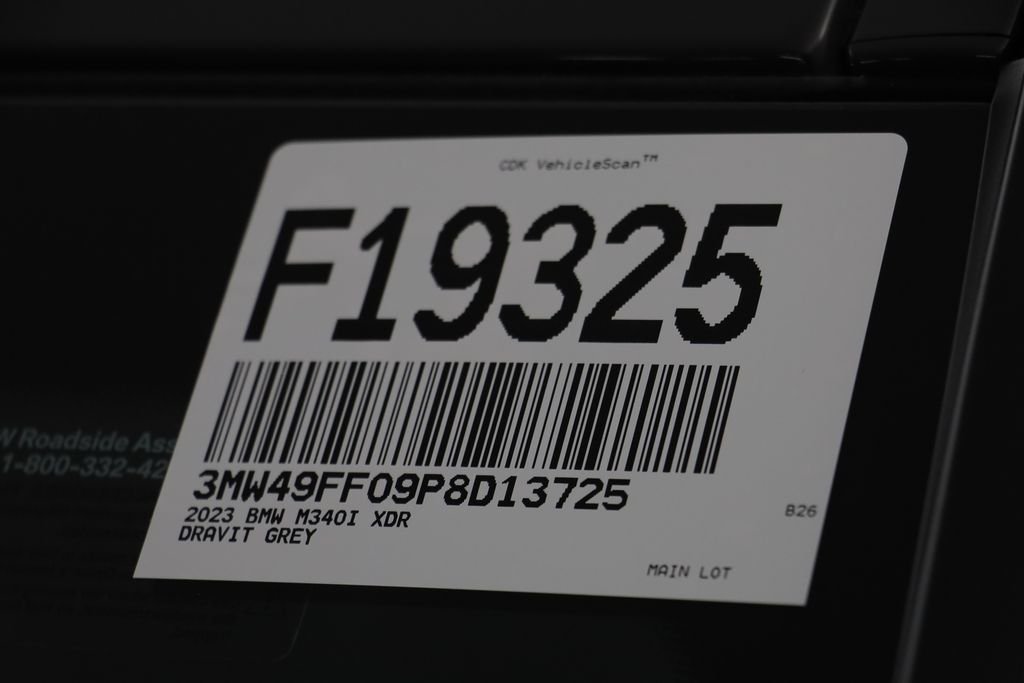 CDK VehicleScan™
F19325
3MW49FF09P8D13725
2023 BMW M340I XDR
DRAVIT GREY
B26
MAIN LOT
W Roadside Ass
1-800-332-42